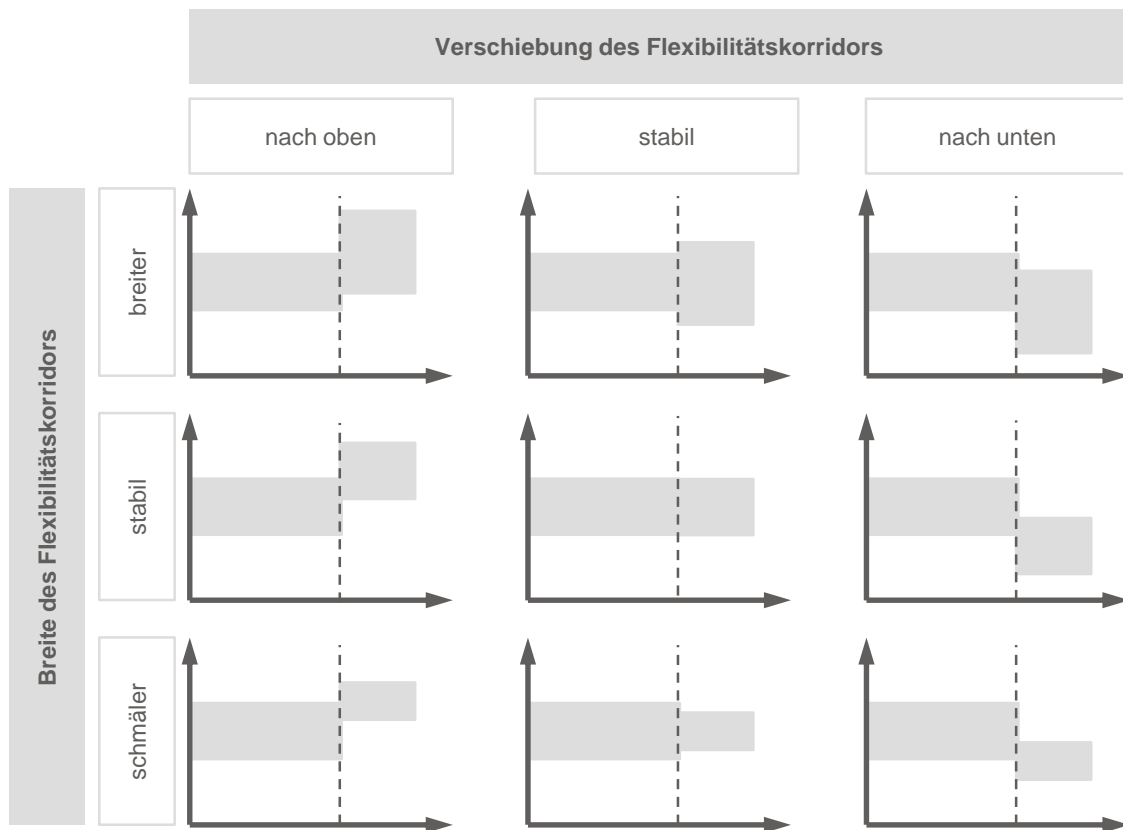 Verschiebung des Flexibilitätskorridors
nach oben
stabil
nach unten
Breite des Flexibilitätskorridors
breiter
stabil
schmäler